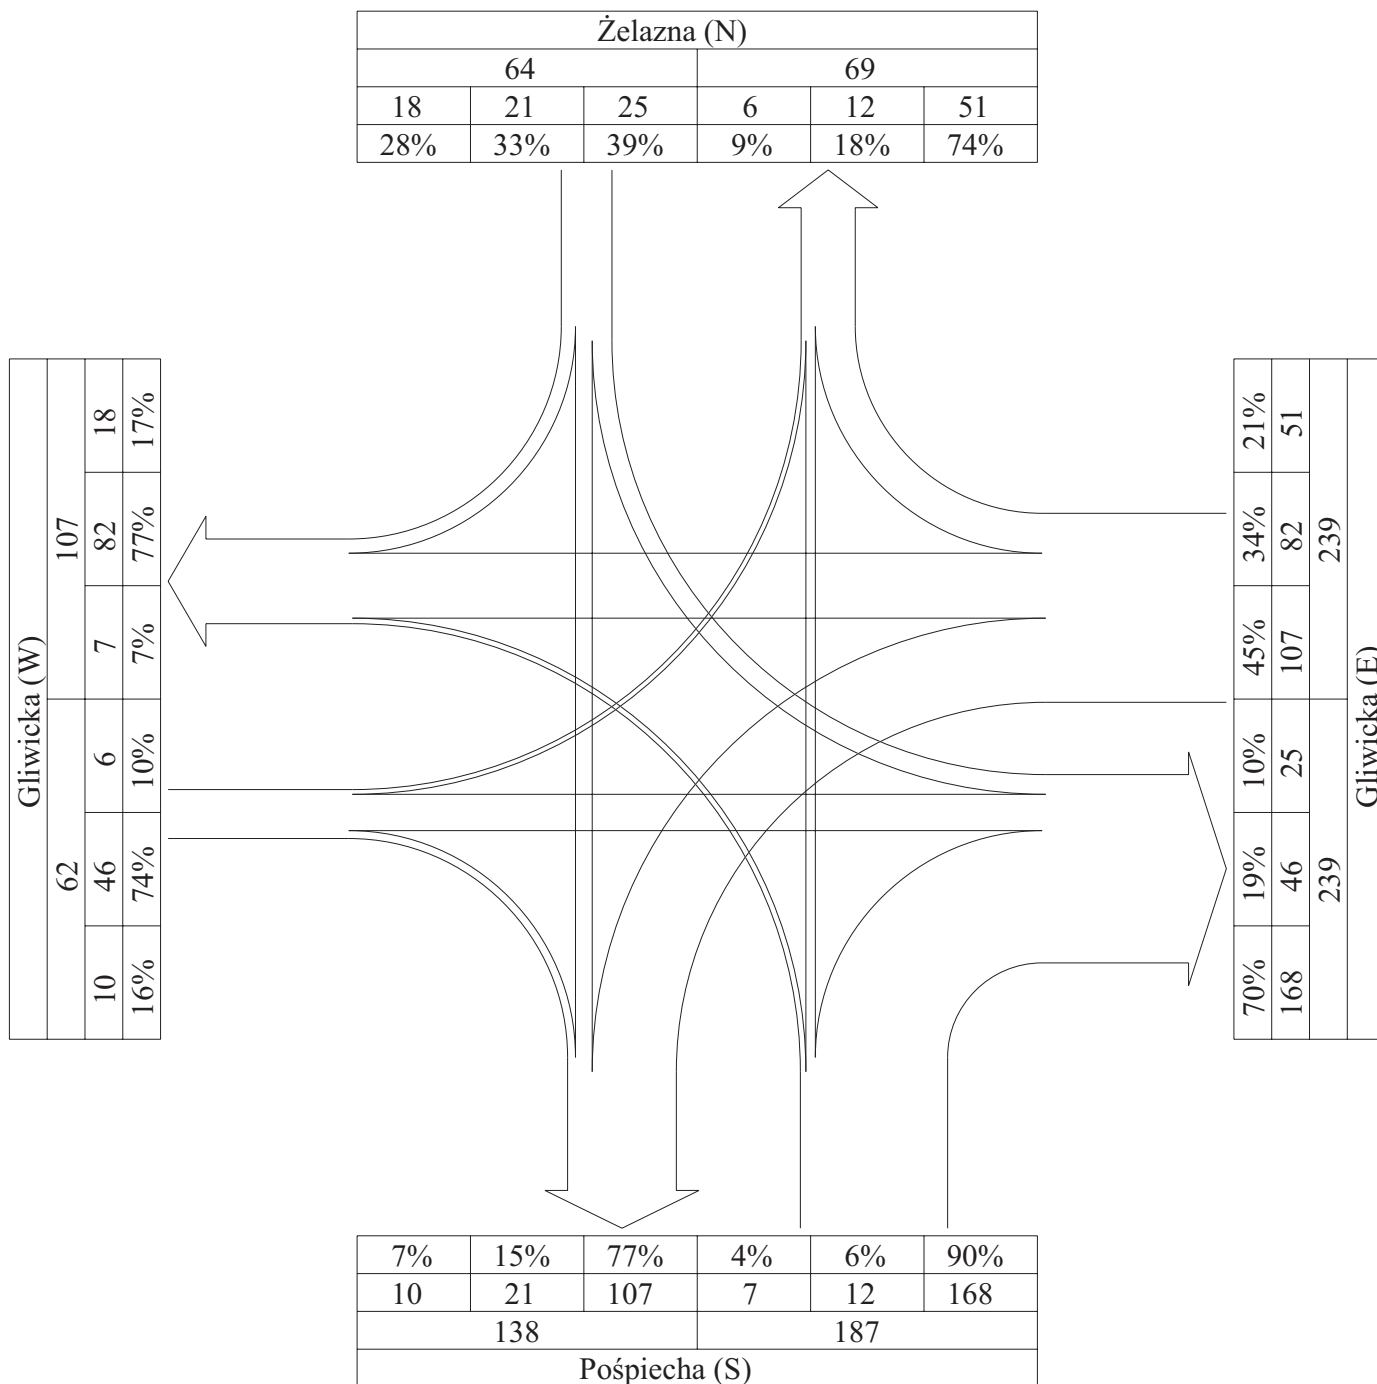 Żelazna (N)
64 69
18 21 25 6 12 51
28% 33% 39% 9% 18% 74%
Gliwicka (W)
107 62
18 82 7 6 46 10
17% 77% 7% 10% 74% 16%
21% 34% 45% 10% 19% 70%
51 82 107 25 46 168
239 239
Gliwicka (E)
7% 15% 77% 4% 6% 90%
10 21 107 7 12 168
138 187
Pośpiecha (S)